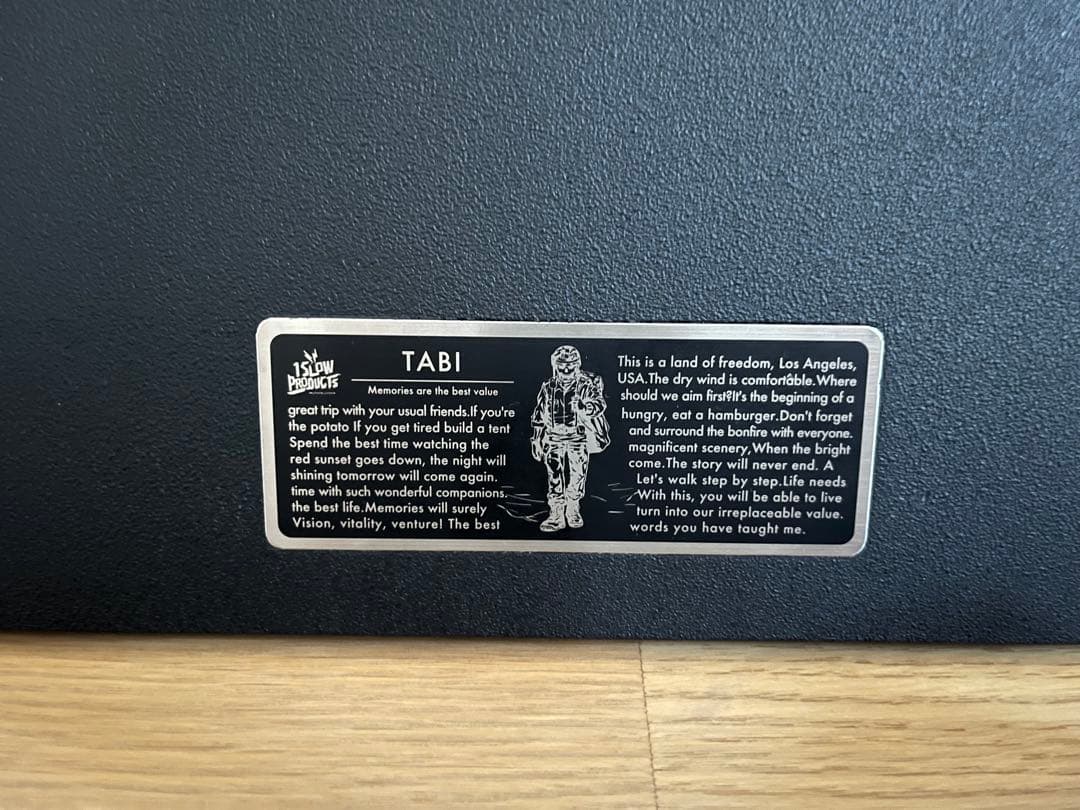 1SLOW
PRODUCTS
TABI
Memories are the best value
great trip with your usual friends.If you're
the potato If you get tired build a tent
Spend the best time watching the
red sunset goes down, the night will
shining tomorrow will come again.
time with such wonderful companions.
the best life.Memories will surely
Vision, vitality, venture! The best
This is a land of freedom, Los Angeles,
USA.The dry wind is comfortable.Where
should we aim first?It's the beginning of a
hungry, eat a hamburger.Don't forget
and surround the bonfire with everyone.
magnificent scenery,When the bright
come.The story will never end. A
Let's walk step by step.Life needs
With this, you will be able to live
turn into our irreplaceable value.
words you have taught me.